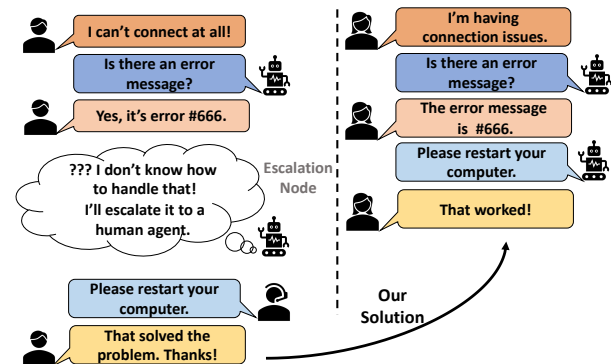 I can't connect at all!
Is there an error
message?
Yes, it's error #666.
??? I don't know how
to handle that!
I'll escalate it to a
human agent.
Escalation
Node
Please restart your
computer.
That solved the
problem. Thanks!
I'm having
connection issues.
Is there an error
message?
The error message
is #666.
Please restart your
computer.
That worked!
Our
Solution